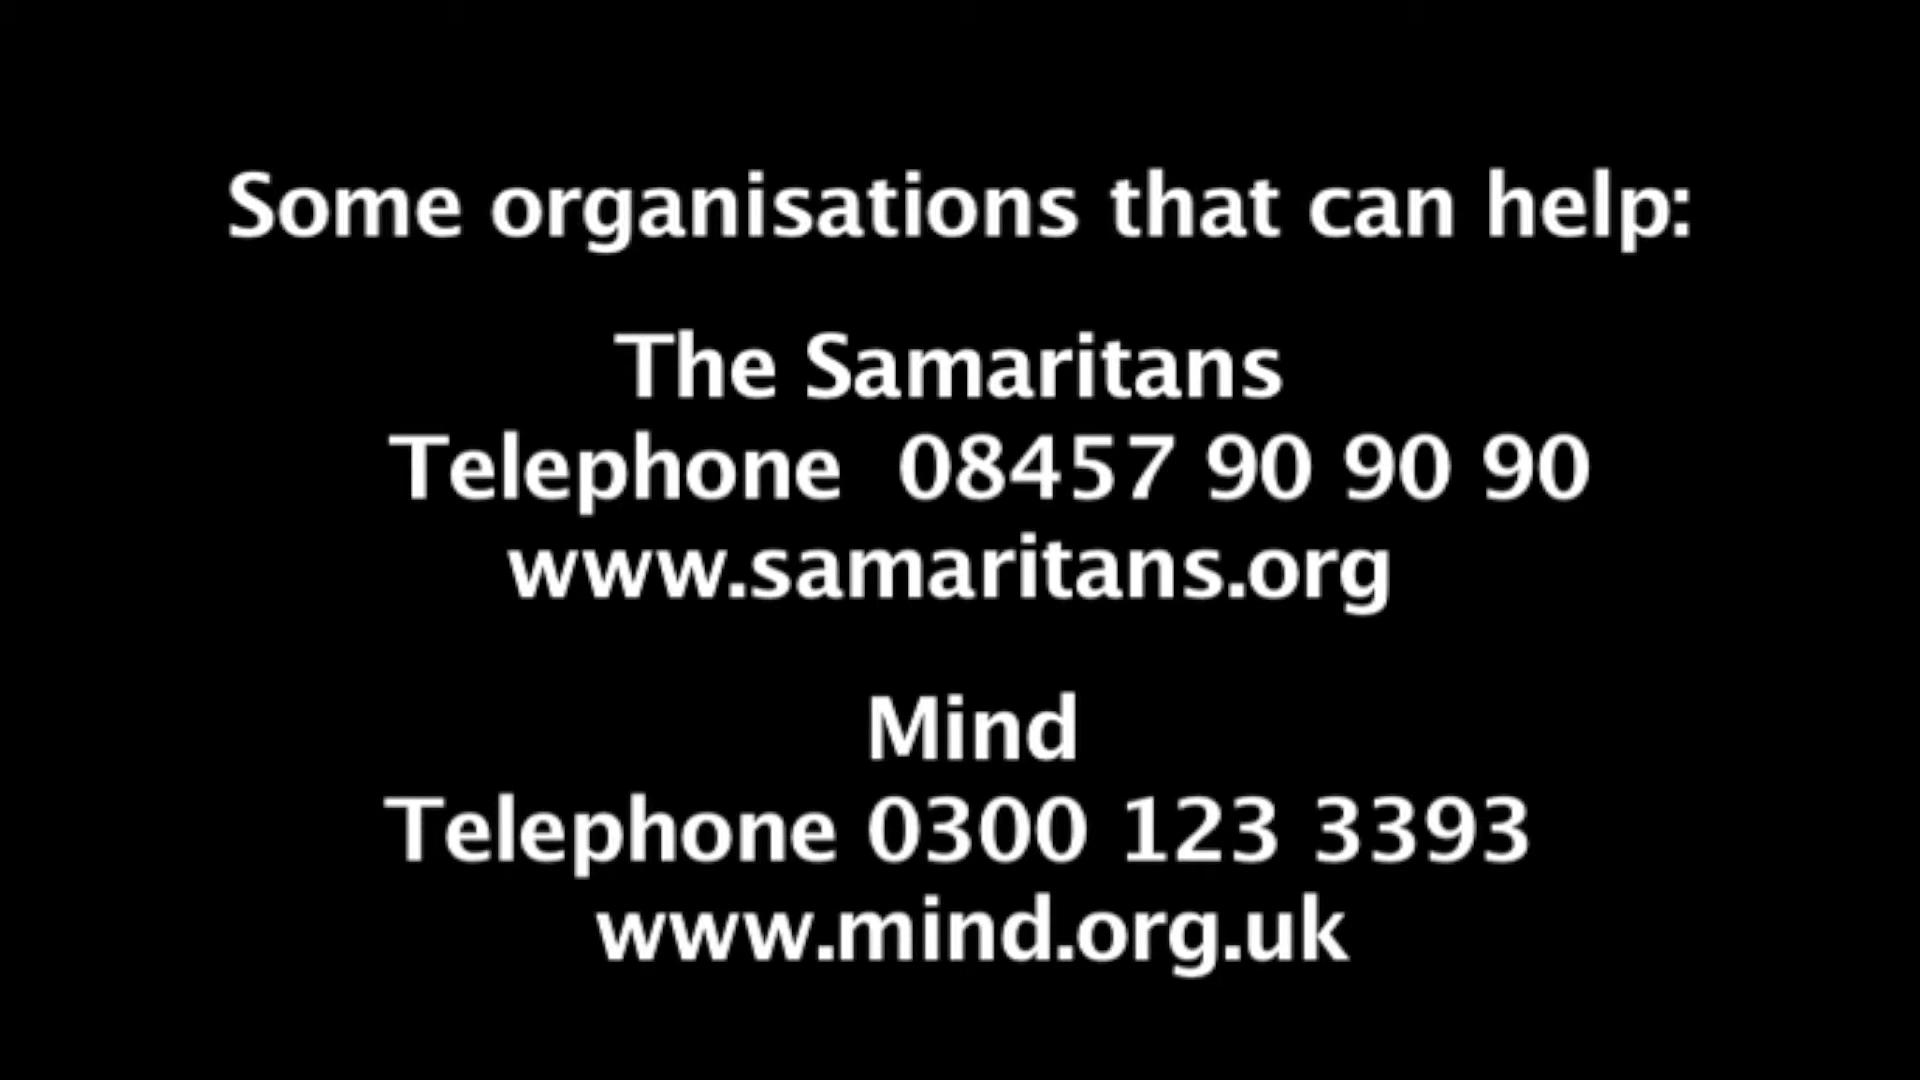 Some organisations that can help:
The Samaritans
Telephone  08457 90 90 90
www.samaritans.org
Mind
Telephone 0300 123 3393
www.mind.org.uk